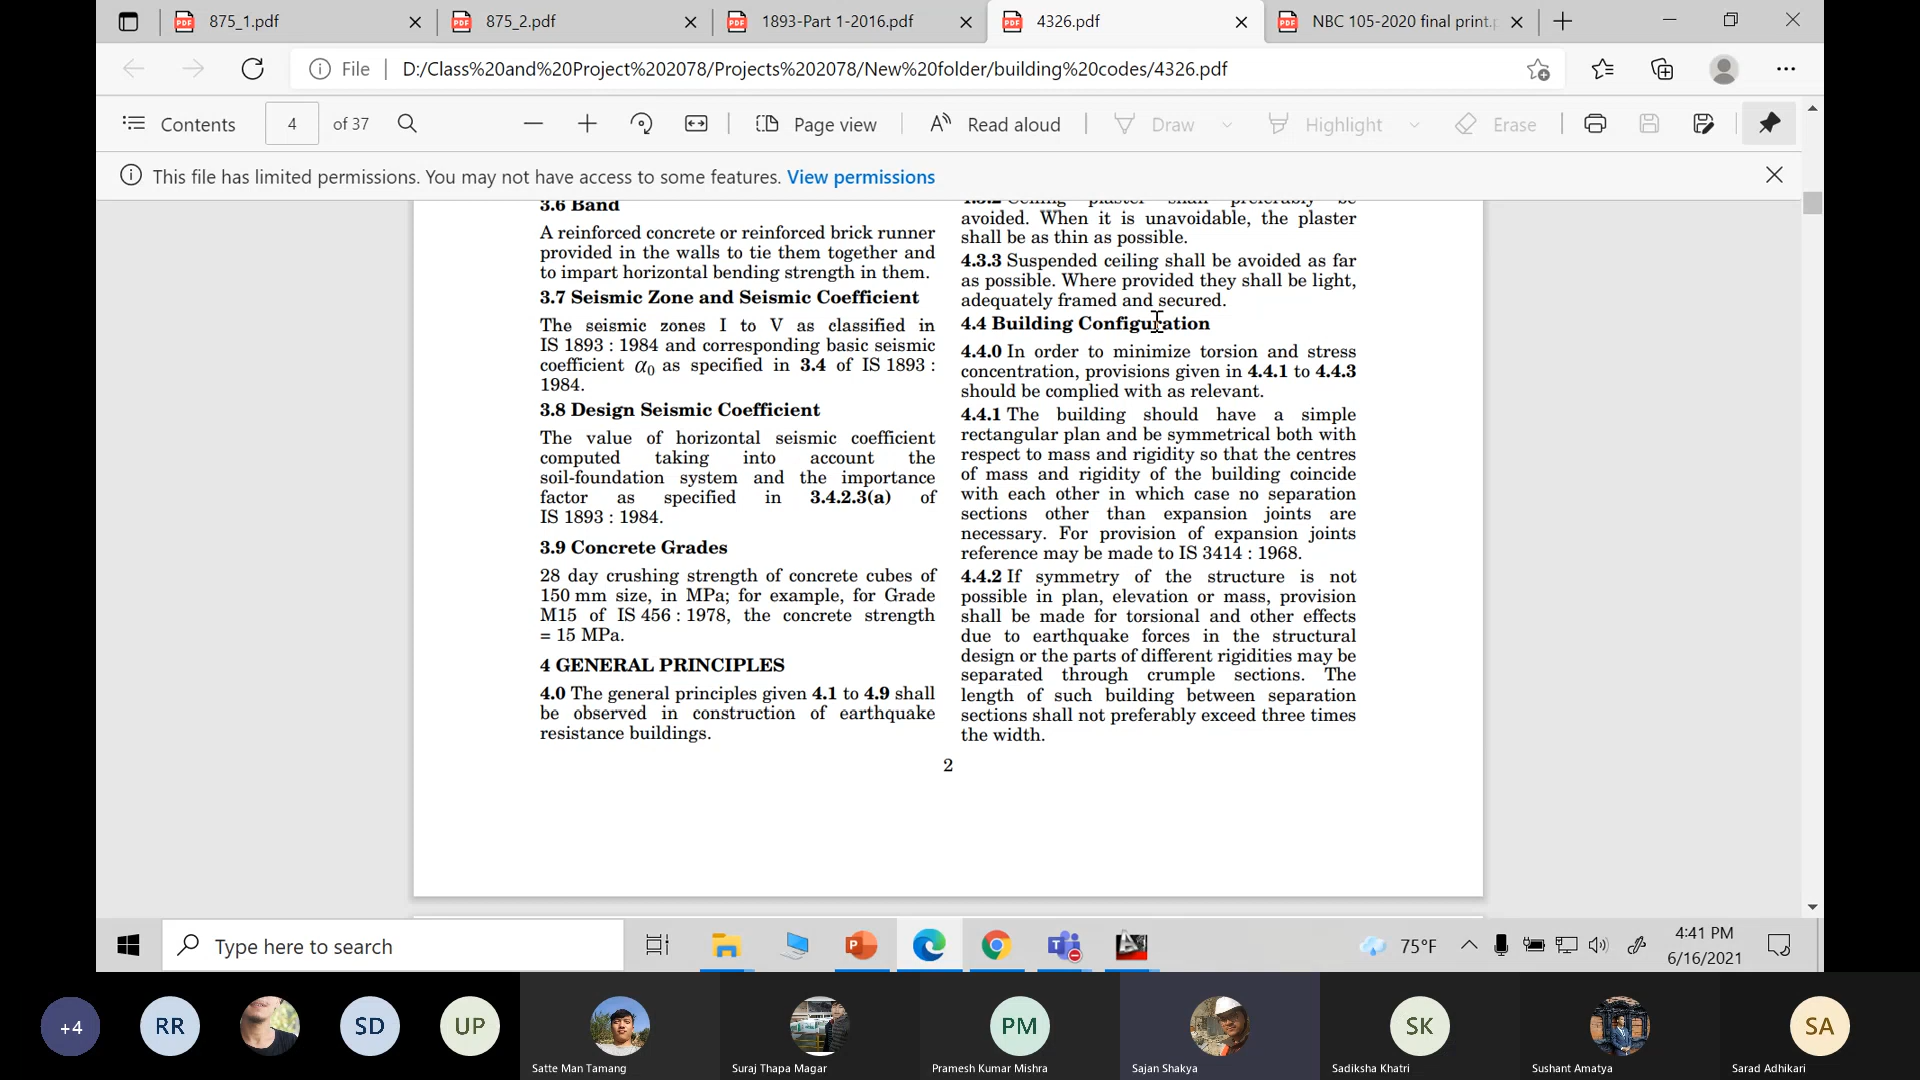 875_1.pdf
875_2.pdf
1893-Part 1-2016.pdf
4326.pdf
NBC 105-2020 final print.p
File
D:/Class%20and%20Project%202078/Projects%202078/New%20folder/building%20codes/4326.pdf
Contents
4
of 37
Page view
Read aloud
Draw
Highlight
Erase
This file has limited permissions. You may not have access to some features. View permissions
3.6 Band
A reinforced concrete or reinforced brick runner
provided in the walls to tie them together and
to impart horizontal bending strength in them.
3.7 Seismic Zone and Seismic Coefficient
The seismic zones I to V as classified in
IS 1893 : 1984 and corresponding basic seismic
coefficient α0 as specified in 3.4 of IS 1893 :
1984.
3.8 Design Seismic Coefficient
The value of horizontal seismic coefficient
computed taking into account the
soil-foundation system and the importance
factor as specified in 3.4.2.3(a) of
IS 1893 : 1984.
3.9 Concrete Grades
28 day crushing strength of concrete cubes of
150 mm size, in MPa; for example, for Grade
M15 of IS 456 : 1978, the concrete strength
= 15 MPa.
4 GENERAL PRINCIPLES
4.0 The general principles given 4.1 to 4.9 shall
be observed in construction of earthquake
resistance buildings.
4.3.2 Ceiling plaster shall preferably be
avoided. When it is unavoidable, the plaster
shall be as thin as possible.
4.3.3 Suspended ceiling shall be avoided as far
as possible. Where provided they shall be light,
adequately framed and secured.
4.4 Building Configuration
4.4.0 In order to minimize torsion and stress
concentration, provisions given in 4.4.1 to 4.4.3
should be complied with as relevant.
4.4.1 The building should have a simple
rectangular plan and be symmetrical both with
respect to mass and rigidity so that the centres
of mass and rigidity of the building coincide
with each other in which case no separation
sections other than expansion joints are
necessary. For provision of expansion joints
reference may be made to IS 3414 : 1968.
4.4.2 If symmetry of the structure is not
possible in plan, elevation or mass, provision
shall be made for torsional and other effects
due to earthquake forces in the structural
design or the parts of different rigidities may be
separated through crumple sections. The
length of such building between separation
sections shall not preferably exceed three times
the width.
2
Type here to search
75°F
4:41 PM
6/16/2021
+4
RR
SD
UP
Satte Man Tamang
Suraj Thapa Magar
PM
Pramesh Kumar Mishra
Sajan Shakya
SK
Sadiksha Khatri
Sushant Amatya
SA
Sarad Adhikari